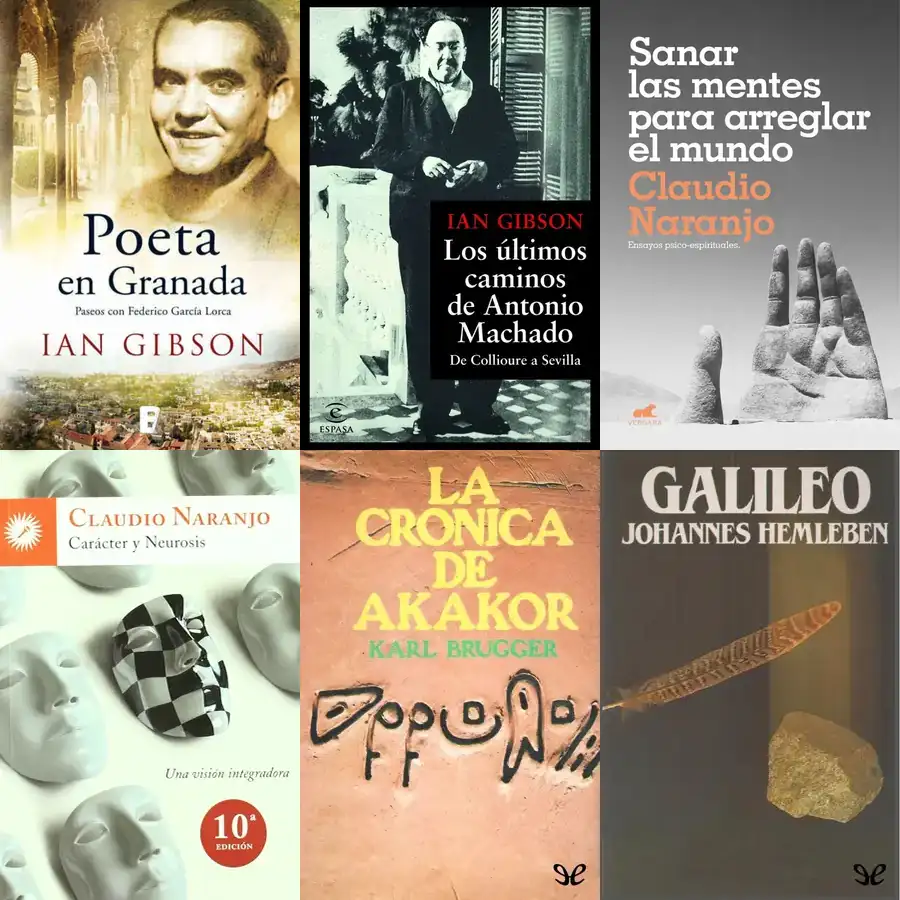 Poeta
en Granada
Paseos con Federico García Lorca
IAN GIBSON
B
IAN GIBSON
Los últimos
caminos
de Antonio
Machado
De Collioure a Sevilla
e
ESPASA
Sanar
las mentes
para arreglar
el mundo
Claudio
Naranjo
Ensayos psico-espirituales.
VERGARA
CLAUDIO NARANJO
Carácter y Neurosis
Una visión integradora
10ª
EDICIÓN
LA
CRÓNICA
DE
AKAKOR
KARL BRUGGER
GALILEO
JOHANNES HEMLEBEN